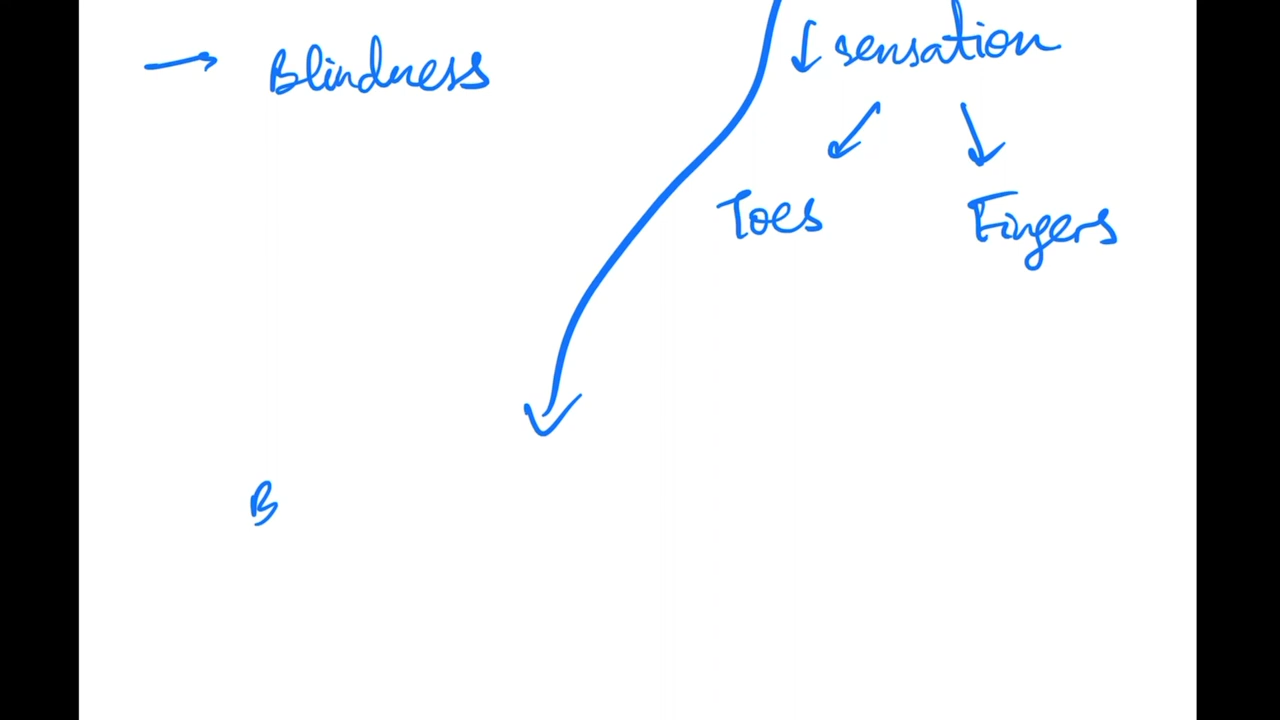 → Blindness
↓ sensation
Toes Fingers
B